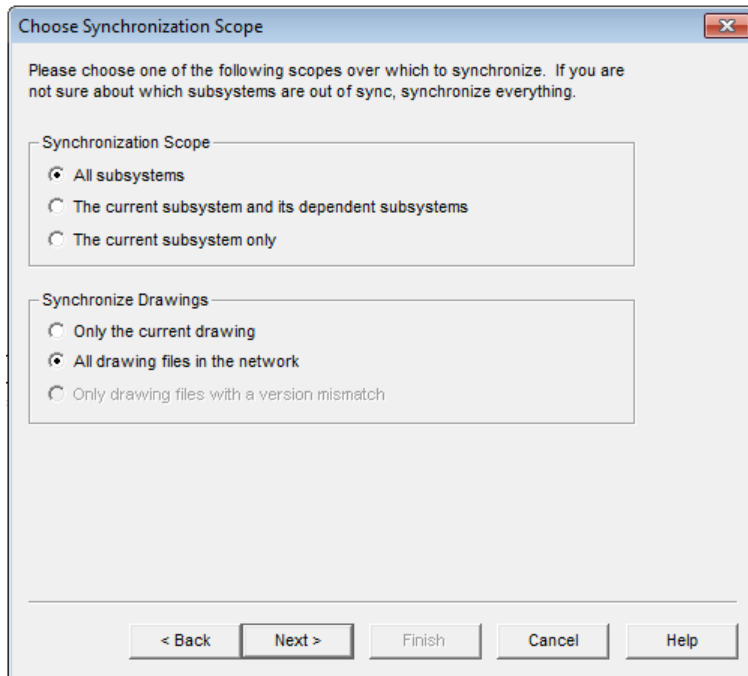 Choose Synchronization Scope
Please choose one of the following scopes over which to synchronize. If you are
not sure about which subsystems are out of sync, synchronize everything.
Synchronization Scope
All subsystems
The current subsystem and its dependent subsystems
The current subsystem only
Synchronize Drawings
Only the current drawing
All drawing files in the network
Only drawing files with a version mismatch
< Back
Next >
Finish
Cancel
Help